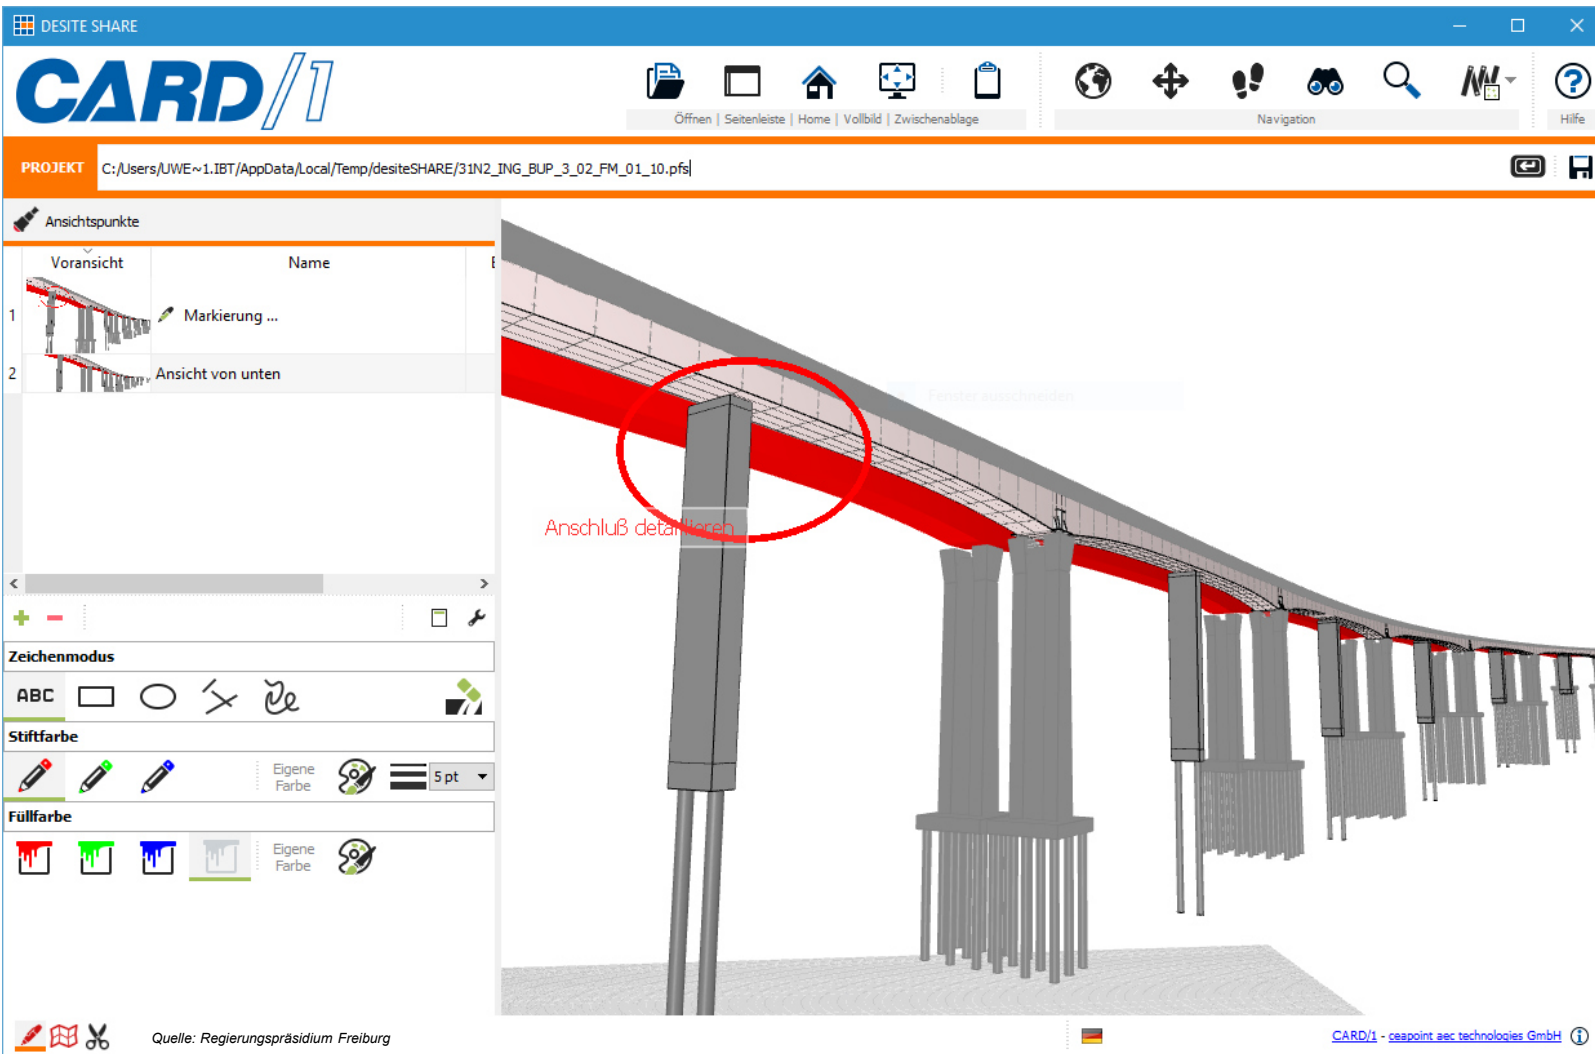 DESITE SHARE
CARD/1
Öffnen | Seitenleiste | Home | Vollbild | Zwischenablage
Navigation
Hilfe
PROJEKT
C:/Users/UWE~1.IBT/AppData/Local/Temp/desiteSHARE/31N2_ING_BUP_3_02_FM_01_10.pfs
Ansichtspunkte
Voransicht
Name
1
Markierung ...
2
Ansicht von unten
Fenster ausschneiden
Anschluß detaillieren
Zeichenmodus
ABC
Stiftfarbe
Eigene
Farbe
5 pt
Füllfarbe
Eigene
Farbe
Quelle: Regierungspräsidium Freiburg
CARD/1 - ceapoint aec technologies GmbH